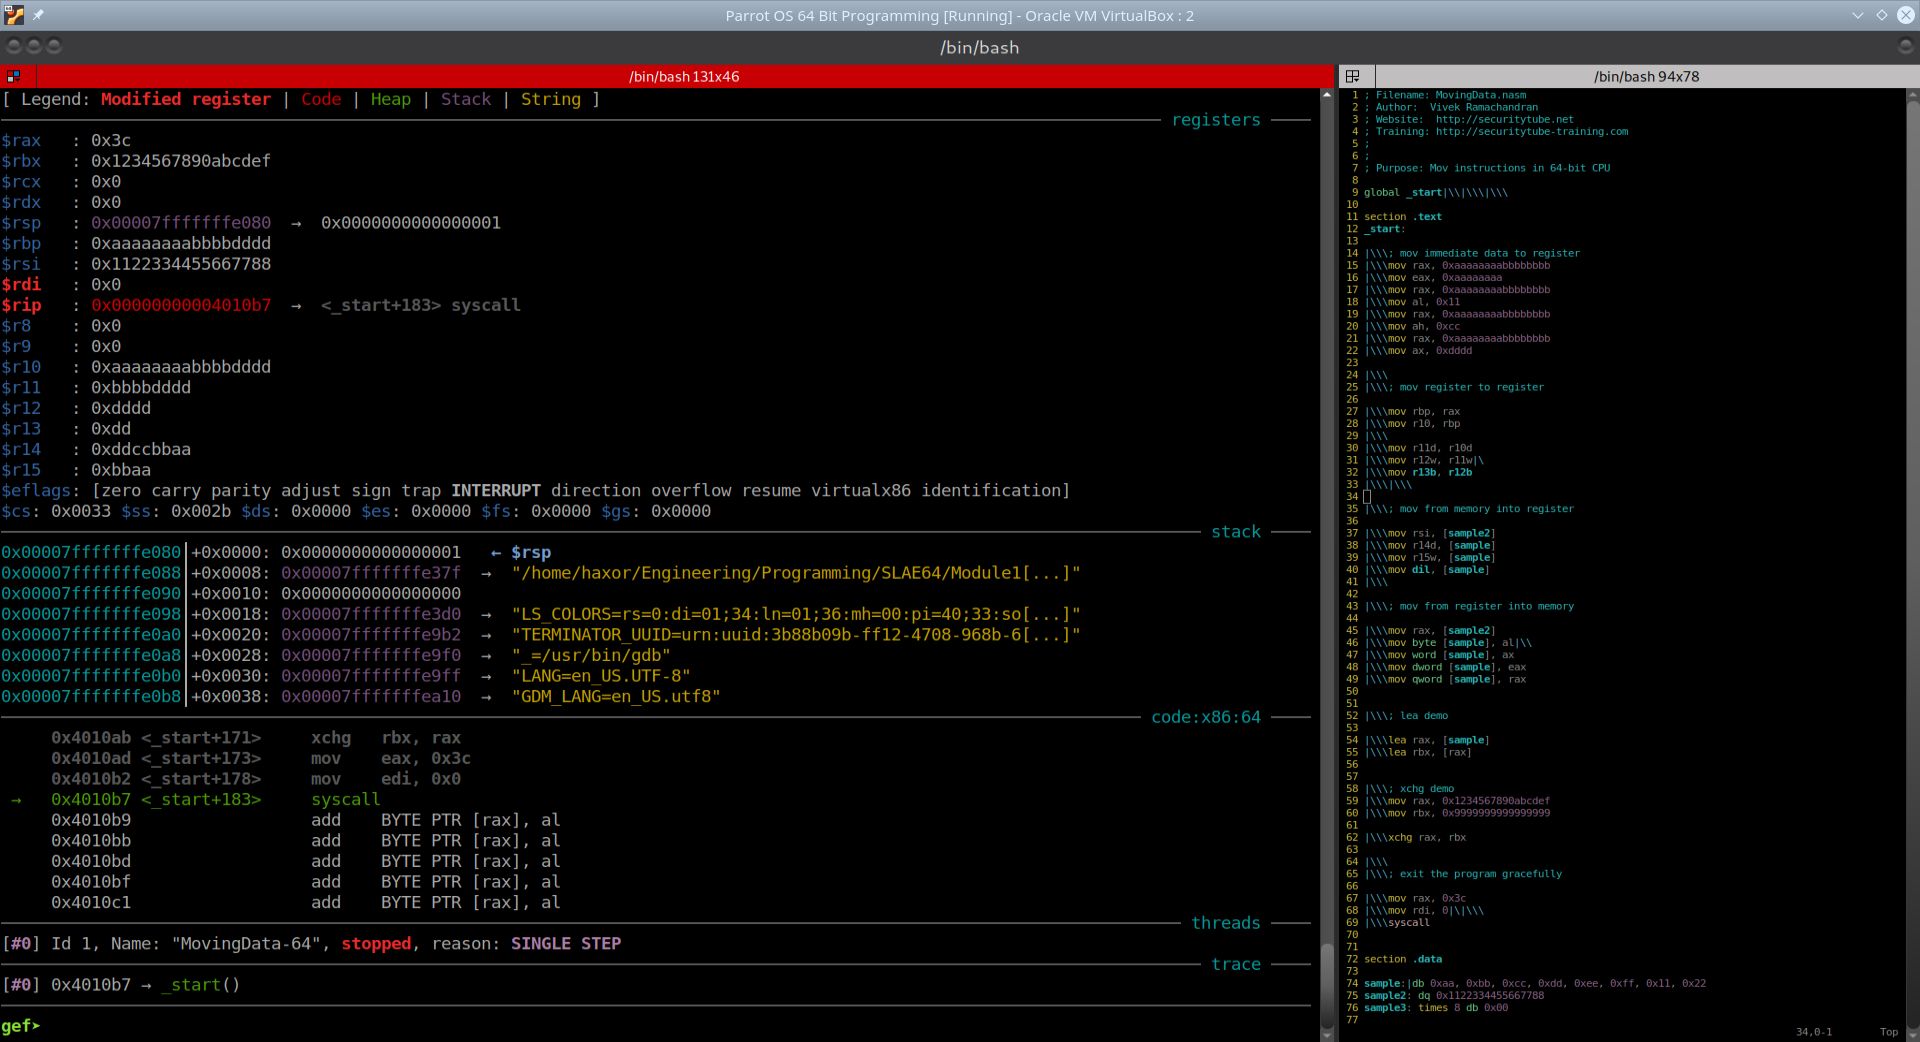 Parrot OS 64 Bit Programming [Running] - Oracle VM VirtualBox : 2
/bin/bash
/bin/bash 131x46
[ Legend: Modified register | Code | Heap | Stack | String ]
registers
$rax   : 0x3c
$rbx   : 0x1234567890abcdef
$rcx   : 0x0
$rdx   : 0x0
$rsp   : 0x00007fffffffe080  →  0x0000000000000001
$rbp   : 0xaaaaaaaabbbbdddd
$rsi   : 0x1122334455667788
$rdi   : 0x0
$rip   : 0x00000000004010b7  →  <_start+183> syscall
$r8    : 0x0
$r9    : 0x0
$r10   : 0xaaaaaaaabbbbdddd
$r11   : 0xbbbbdddd
$r12   : 0xdddd
$r13   : 0xdd
$r14   : 0xddccbbaa
$r15   : 0xbbaa
$eflags: [zero carry parity adjust sign trap INTERRUPT direction overflow resume virtualx86 identification]
$cs: 0x0033 $ss: 0x002b $ds: 0x0000 $es: 0x0000 $fs: 0x0000 $gs: 0x0000
stack
0x00007fffffffe080│+0x0000: 0x0000000000000001   ← $rsp
0x00007fffffffe088│+0x0008: 0x00007fffffffe37f  →  "/home/haxor/Engineering/Programming/SLAE64/Module1[...]"
0x00007fffffffe090│+0x0010: 0x0000000000000000
0x00007fffffffe098│+0x0018: 0x00007fffffffe3d0  →  "LS_COLORS=rs=0:di=01;34:ln=01;36:mh=00:pi=40;33:so[...]"
0x00007fffffffe0a0│+0x0020: 0x00007fffffffe9b2  →  "TERMINATOR_UUID=urn:uuid:3b88b09b-ff12-4708-968b-6[...]"
0x00007fffffffe0a8│+0x0028: 0x00007fffffffe9f0  →  "_=/usr/bin/gdb"
0x00007fffffffe0b0│+0x0030: 0x00007fffffffe9ff  →  "LANG=en_US.UTF-8"
0x00007fffffffe0b8│+0x0038: 0x00007fffffffea10  →  "GDM_LANG=en_US.utf8"
code:x86:64
0x4010ab <_start+171>     xchg   rbx, rax
0x4010ad <_start+173>     mov    eax, 0x3c
0x4010b2 <_start+178>     mov    edi, 0x0
→   0x4010b7 <_start+183>     syscall
0x4010b9                  add    BYTE PTR [rax], al
0x4010bb                  add    BYTE PTR [rax], al
0x4010bd                  add    BYTE PTR [rax], al
0x4010bf                  add    BYTE PTR [rax], al
0x4010c1                  add    BYTE PTR [rax], al
threads
[#0] Id 1, Name: "MovingData-64", stopped, reason: SINGLE STEP
trace
[#0] 0x4010b7 → _start()
gef➤
/bin/bash 94x78
1 ; Filename: MovingData.nasm
2 ; Author:  Vivek Ramachandran
3 ; Website:  http://securitytube.net
4 ; Training: http://securitytube-training.com
5 ;
6 ;
7 ; Purpose: Mov instructions in 64-bit CPU
8
9 global _start|\\|\\\|\\\
10
11 section .text
12 _start:
13
14 |\\\; mov immediate data to register
15 |\\\mov rax, 0xaaaaaaaabbbbbbbb
16 |\\\mov eax, 0xaaaaaaaa
17 |\\\mov rax, 0xaaaaaaaabbbbbbbb
18 |\\\mov al, 0x11
19 |\\\mov rax, 0xaaaaaaaabbbbbbbb
20 |\\\mov ah, 0xcc
21 |\\\mov rax, 0xaaaaaaaabbbbbbbb
22 |\\\mov ax, 0xdddd
23
24 |\\\
25 |\\\; mov register to register
26
27 |\\\mov rbp, rax
28 |\\\mov r10, rbp
29 |\\\
30 |\\\mov r11d, r10d
31 |\\\mov r12w, r11w|\
32 |\\\mov r13b, r12b
33 |\\\|\\\
34
35 |\\\; mov from memory into register
36
37 |\\\mov rsi, [sample2]
38 |\\\mov r14d, [sample]
39 |\\\mov r15w, [sample]
40 |\\\mov dil, [sample]
41 |\\\
42
43 |\\\; mov from register into memory
44
45 |\\\mov rax, [sample2]
46 |\\\mov byte [sample], al|\\
47 |\\\mov word [sample], ax
48 |\\\mov dword [sample], eax
49 |\\\mov qword [sample], rax
50
51
52 |\\\; lea demo
53
54 |\\\lea rax, [sample]
55 |\\\lea rbx, [rax]
56
57
58 |\\\; xchg demo
59 |\\\mov rax, 0x1234567890abcdef
60 |\\\mov rbx, 0x9999999999999999
61
62 |\\\xchg rax, rbx
63
64 |\\\
65 |\\\; exit the program gracefully
66
67 |\\\mov rax, 0x3c
68 |\\\mov rdi, 0|\|\\\
69 |\\\syscall
70
71
72 section .data
73
74 sample:|db 0xaa, 0xbb, 0xcc, 0xdd, 0xee, 0xff, 0x11, 0x22
75 sample2: dq 0x1122334455667788
76 sample3: times 8 db 0x00
77
34,0-1        Top